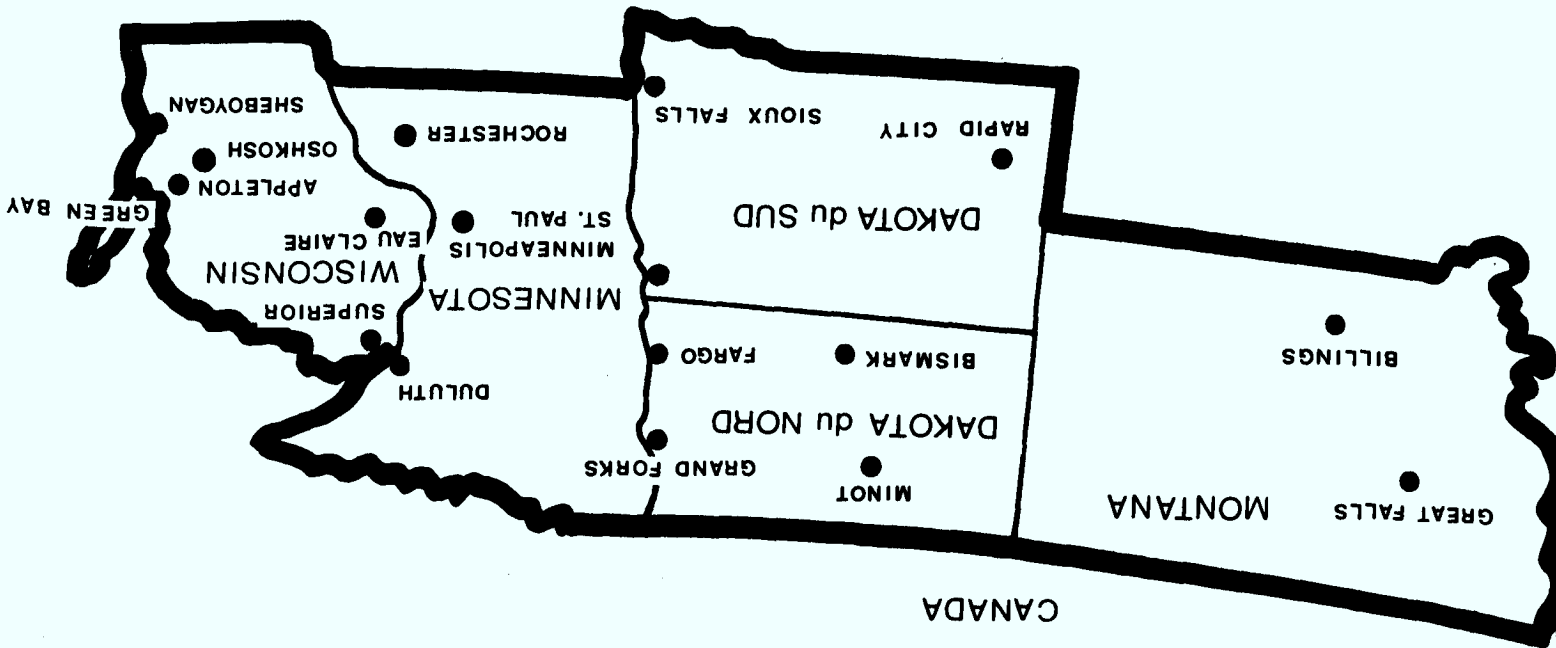 CANADA
GREAT FALLS
MONTANA
MINOT
GRAND FORKS
DAKOTA du NORD
DULUTH
BILLINGS
BISMARK
FARGO
SUPERIOR
MINNESOTA
WISCONSIN
MINNEAPOLIS
ST. PAUL
EAU CLAIRE
DAKOTA du SUD
GREEN BAY
APPLETON
OSHKOSH
RAPID CITY
SIOUX FALLS
ROCHESTER
SHEBOYGAN